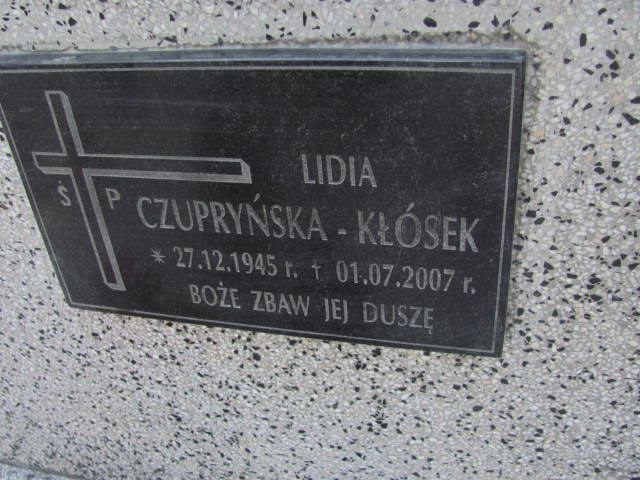 Ś P
LIDIA
CZUPRYŃSKA - KŁÓSEK
* 27.12.1945 r. † 01.07.2007 r.
BOŻE ZBAW JEJ DUSZĘ